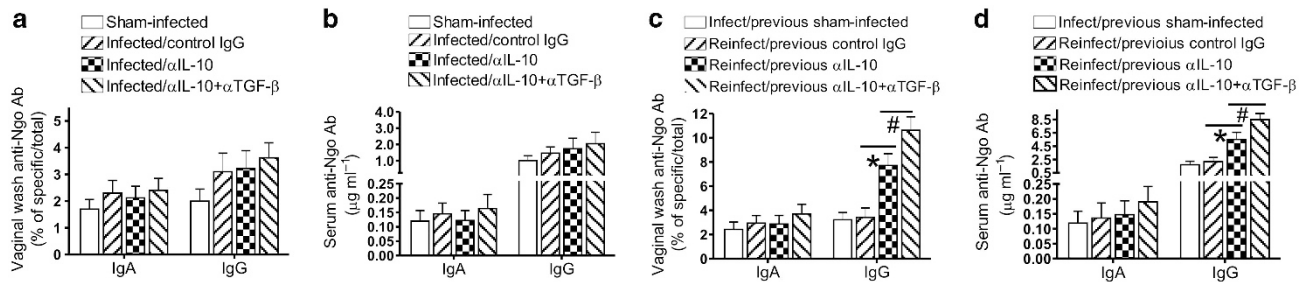 a
Sham-infected
Infected/control IgG
Infected/αIL-10
Infected/αIL-10+αTGF-β
Vaginal wash anti-Ngo Ab
(% of specific/total)
5
4
3
2
1
0
IgA
IgG
b
Sham-infected
Infected/control IgG
Infected/αIL-10
Infected/αIL-10+αTGF-β
Serum anti-Ngo Ab
(μg ml⁻¹)
4.0
3.0
2.0
1.0
0.25
0.20
0.15
0.10
0.05
0.00
IgA
IgG
c
Infect/previous sham-infected
Reinfect/previous control IgG
Reinfect/previous αIL-10
Reinfect/previous αIL-10+αTGF-β
Vaginal wash anti-Ngo Ab
(% of specific/total)
12
10
8
6
4
2
0
*
#
IgA
IgG
d
Infect/previous sham-infected
Reinfect/previoius control IgG
Reinfect/previous αIL-10
Reinfect/previous αIL-10+αTGF-β
Serum anti-Ngo Ab
(μg ml⁻¹)
8.5
6.5
4.5
2.5
0.25
0.20
0.15
0.10
0.05
0.00
*
#
IgA
IgG